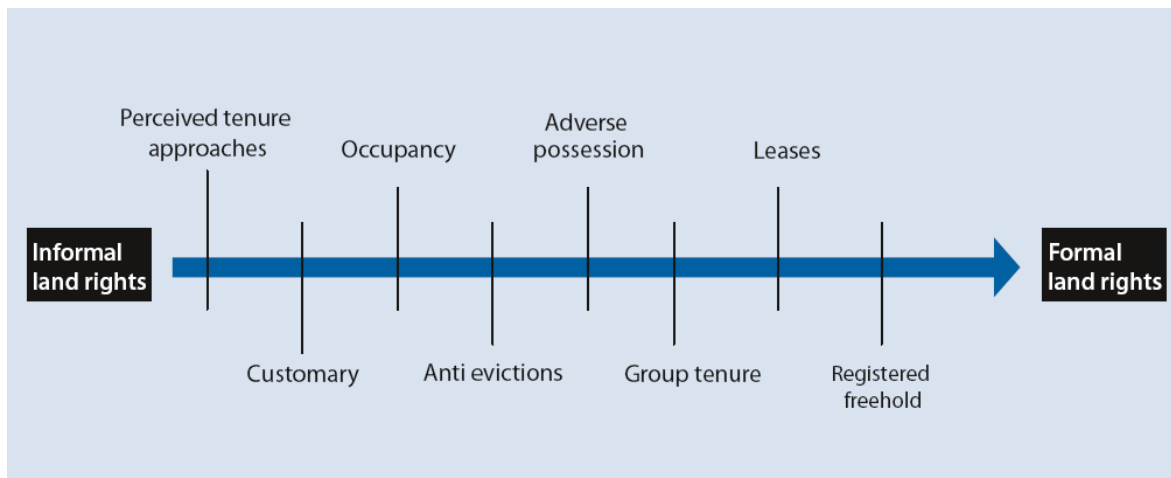 Perceived tenure
approaches
Occupancy
Adverse
possession
Leases
Informal
land rights
Formal
land rights
Customary
Anti evictions
Group tenure
Registered
freehold